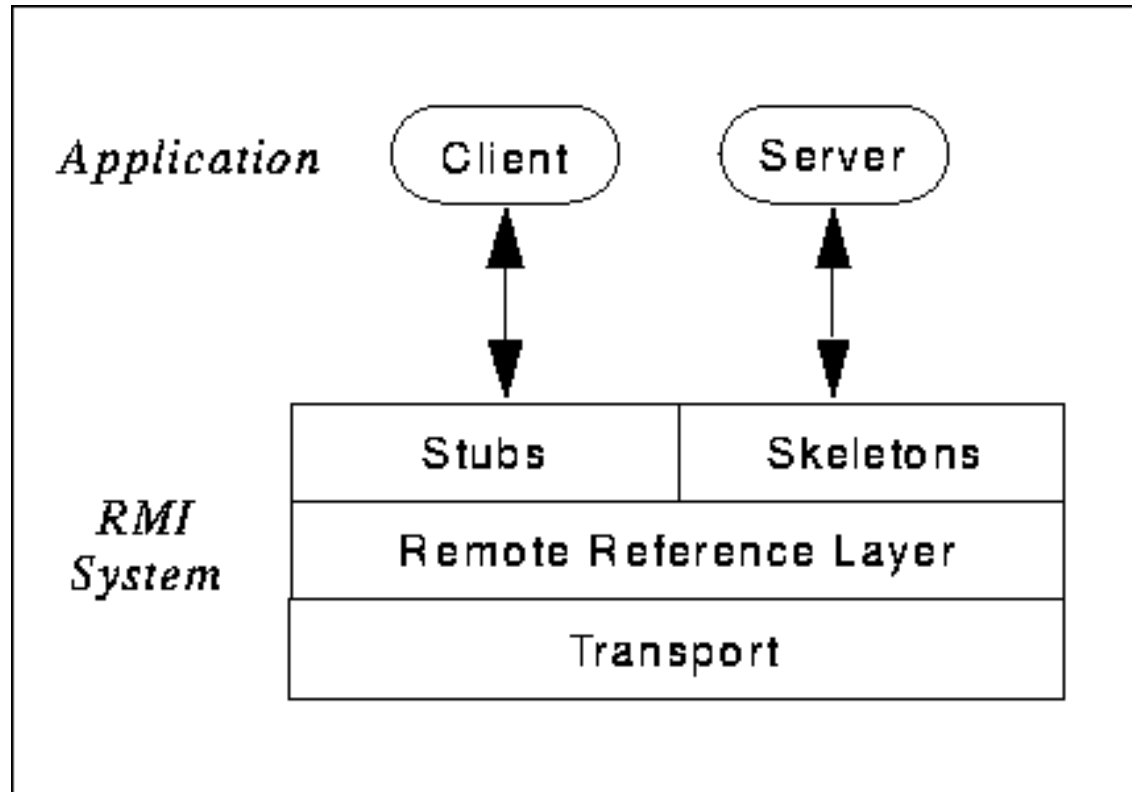 Application
Client
Server
Stubs
Skeletons
RMI
System
Remote Reference Layer
Transport